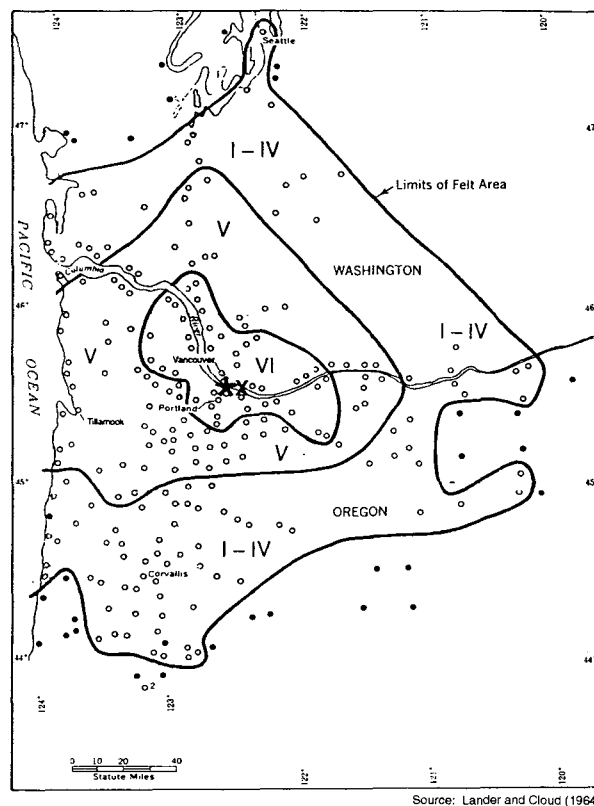 124° 123° 122° 121° 120°
Seattle
47° 47
I – IV
Limits of Felt Area
V
PACIFIC OCEAN
Columbia River
WASHINGTON
46° 46
I – IV
V
Vancouver
VI
X X
Portland
Tillamook
V
45° 45
OREGON
I – IV
Corvallis
44° 44
2
124° 123° 122° 121° 120°
0 10 20 40
Statute Miles
Source: Lander and Cloud (1964